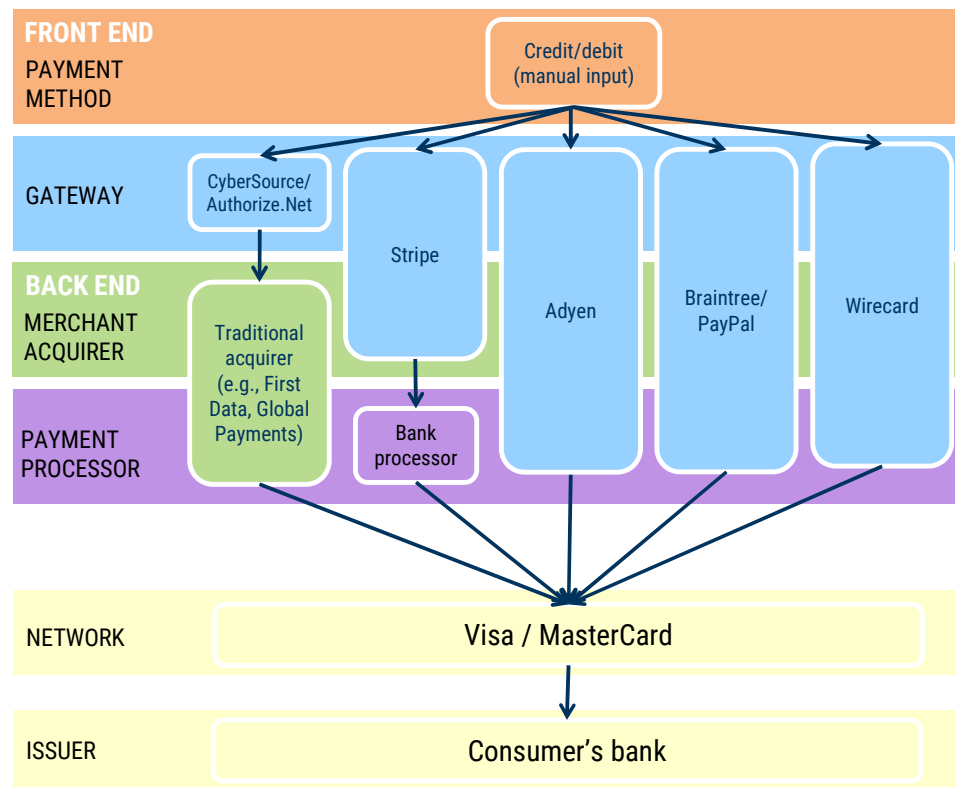 FRONT END
PAYMENT
METHOD
Credit/debit
(manual input)
GATEWAY
CyberSource/
Authorize.Net
Stripe
Adyen
Braintree/
PayPal
Wirecard
BACK END
MERCHANT
ACQUIRER
Traditional
acquirer
(e.g., First
Data, Global
Payments)
PAYMENT
PROCESSOR
Bank
processor
NETWORK
Visa / MasterCard
ISSUER
Consumer’s bank